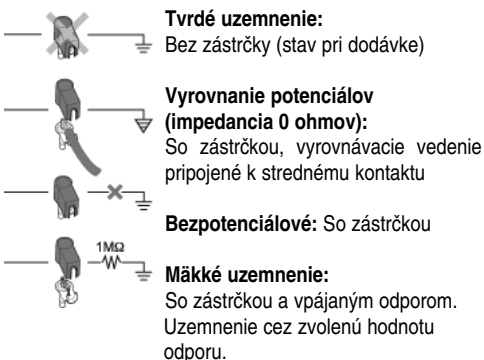 Tvrdé uzemnenie:
Bez zástrčky (stav pri dodávke)
Vyrovnanie potenciálov
(impedancia 0 ohmov):
So zástrčkou, vyrovnávacie vedenie
pripojené k strednému kontaktu
Bezpotenciálové: So zástrčkou
1MΩ
Mäkké uzemnenie:
So zástrčkou a vpájaným odporom.
Uzemnenie cez zvolenú hodnotu
odporu.